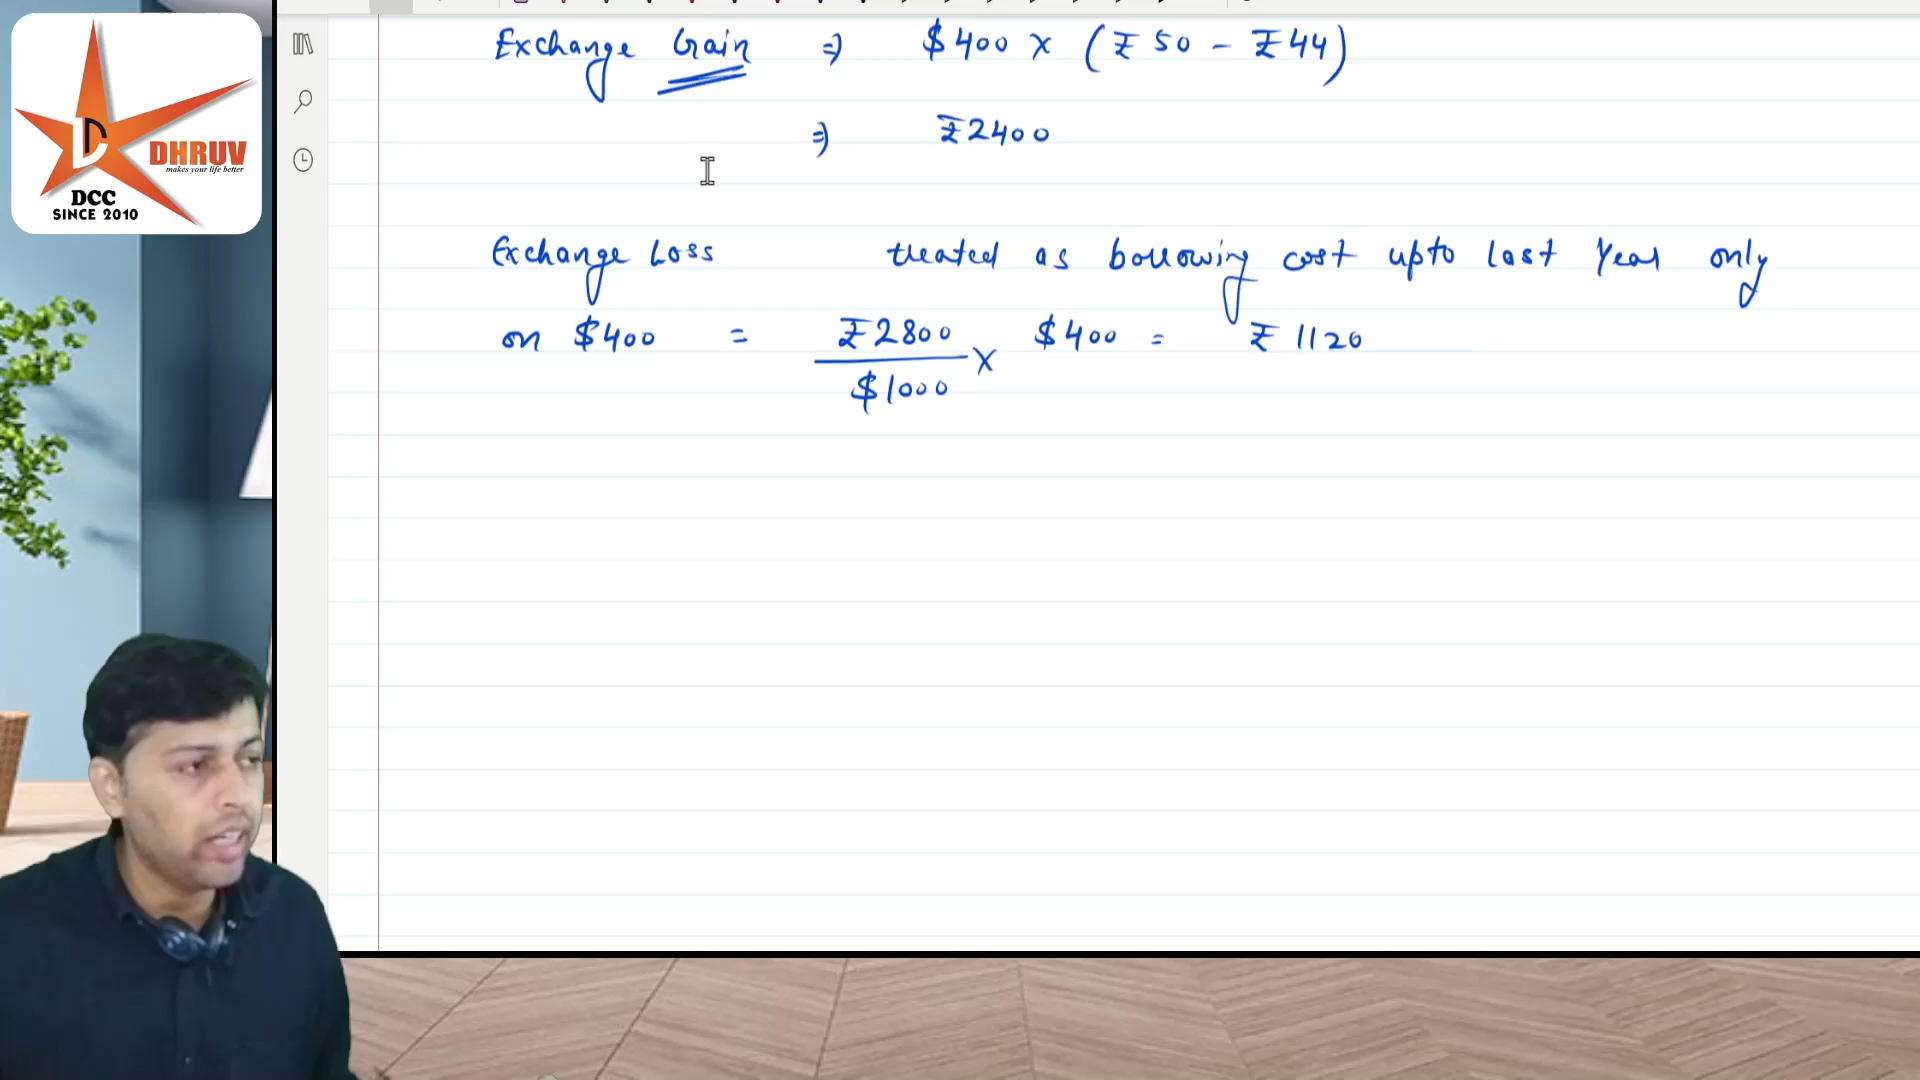 DHRUV
makes your life better
DC
DCC
SINCE 2010
Exchange Gain ⇒ $400 x (₹50 - ₹44)
⇒ ₹2400
Exchange Loss treated as borrowing cost upto last Year only
on $400 = ₹2800 / $1000 x $400 = ₹1120